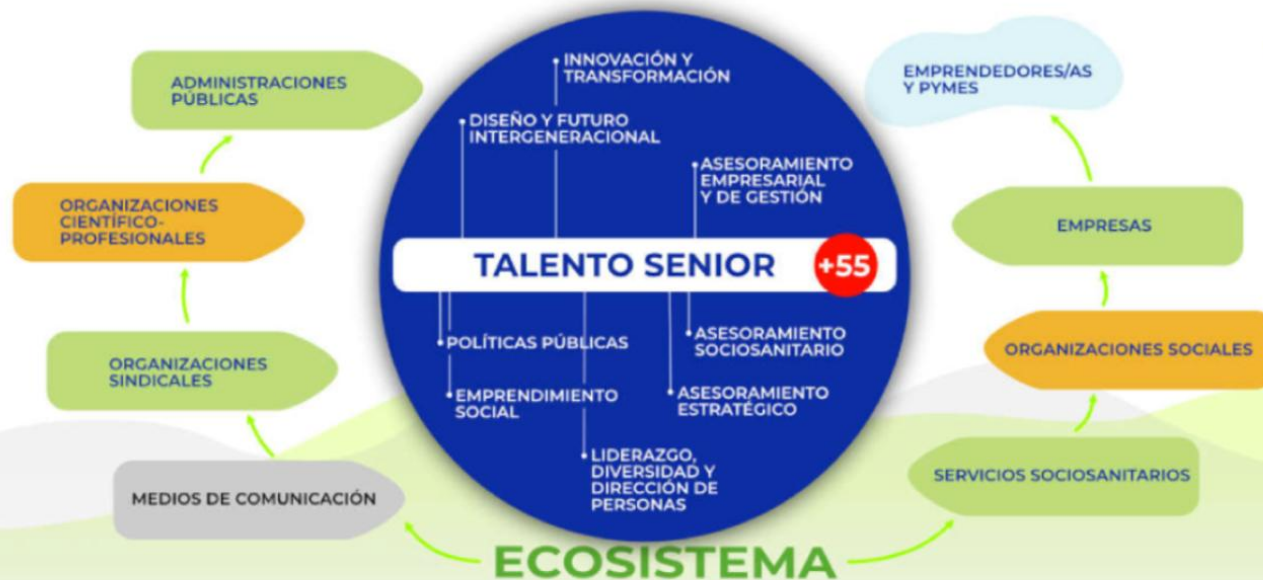 ADMINISTRACIONES
PÚBLICAS
ORGANIZACIONES
CIENTÍFICO-
PROFESIONALES
ORGANIZACIONES
SINDICALES
MEDIOS DE COMUNICACIÓN
INNOVACIÓN Y
TRANSFORMACIÓN
DISEÑO Y FUTURO
INTERGENERACIONAL
ASESORAMIENTO
EMPRESARIAL
Y DE GESTIÓN
TALENTO SENIOR +55
POLÍTICAS PÚBLICAS
ASESORAMIENTO
SOCIOSANITARIO
EMPRENDIMIENTO
SOCIAL
ASESORAMIENTO
ESTRATÉGICO
LIDERAZGO,
DIVERSIDAD Y
DIRECCIÓN DE
PERSONAS
EMPRENDEDORES/AS
Y PYMES
EMPRESAS
ORGANIZACIONES SOCIALES
SERVICIOS SOCIOSANITARIOS
ECOSISTEMA